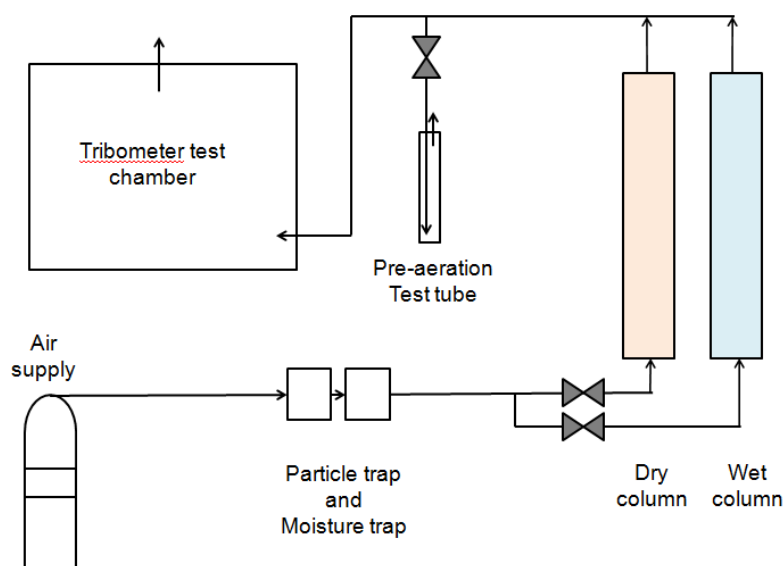 Tribometer test
chamber
Pre-aeration
Test tube
Air
supply
Particle trap
and
Moisture trap
Dry
column
Wet
column